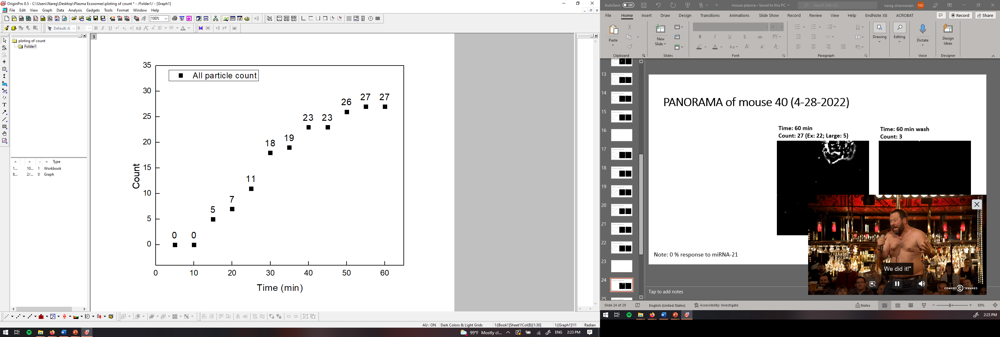 OriginPro 8.5 - C:\Users\Nareg\Desktop\Plasma Exosomes\ploting of count * - /Folder1/ - [Graph1]
File Edit View Graph Data Analysis Gadgets Tools Format Window Help
100%
Default: A 0 B I U
ploting of count
Folder1
Type
1... 10... 1 Workbook
8... 2/... 0 Graph
1
All particle count
35
30
25
20
15
10
5
0
Count
0 0 5 7 11 18 19 23 23 26 27 27
0 10 20 30 40 50 60
Time (min)
AU : ON Dark Colors & Light Grids 1:[Book1]Sheet1!Col(B)[1:30] 1:[Graph1]1!1 Radian
99°F Mostly cl... ENG 2:23 PM
AutoSave Off mouse plasma • Saved to this PC Search (Alt+Q) nareg ohannesian NO
File Home Insert Draw Design Transitions Animations Slide Show Record Review View Help EndNote X8 ACROBAT Record Share
Paste
New
Slide
18
B I U S ab AV
A Aa A A
Drawing
Editing
Dictate
Design
Ideas
Clipboard Slides Font Paragraph Voice Designer
13
14
15
16
17
18
19
20
21
22
23
24
25
PANORAMA of mouse 40 (4-28-2022)
Time: 60 min
Count: 27 (Ex: 22; Large: 5)
Time: 60 min wash
Count: 3
Note: 0 % response to miRNA-21
We did it!"
COMEDY CENTRAL
Tap to add notes
Slide 24 of 29 English (United States) Accessibility: Investigate Notes 85%
2:23 PM